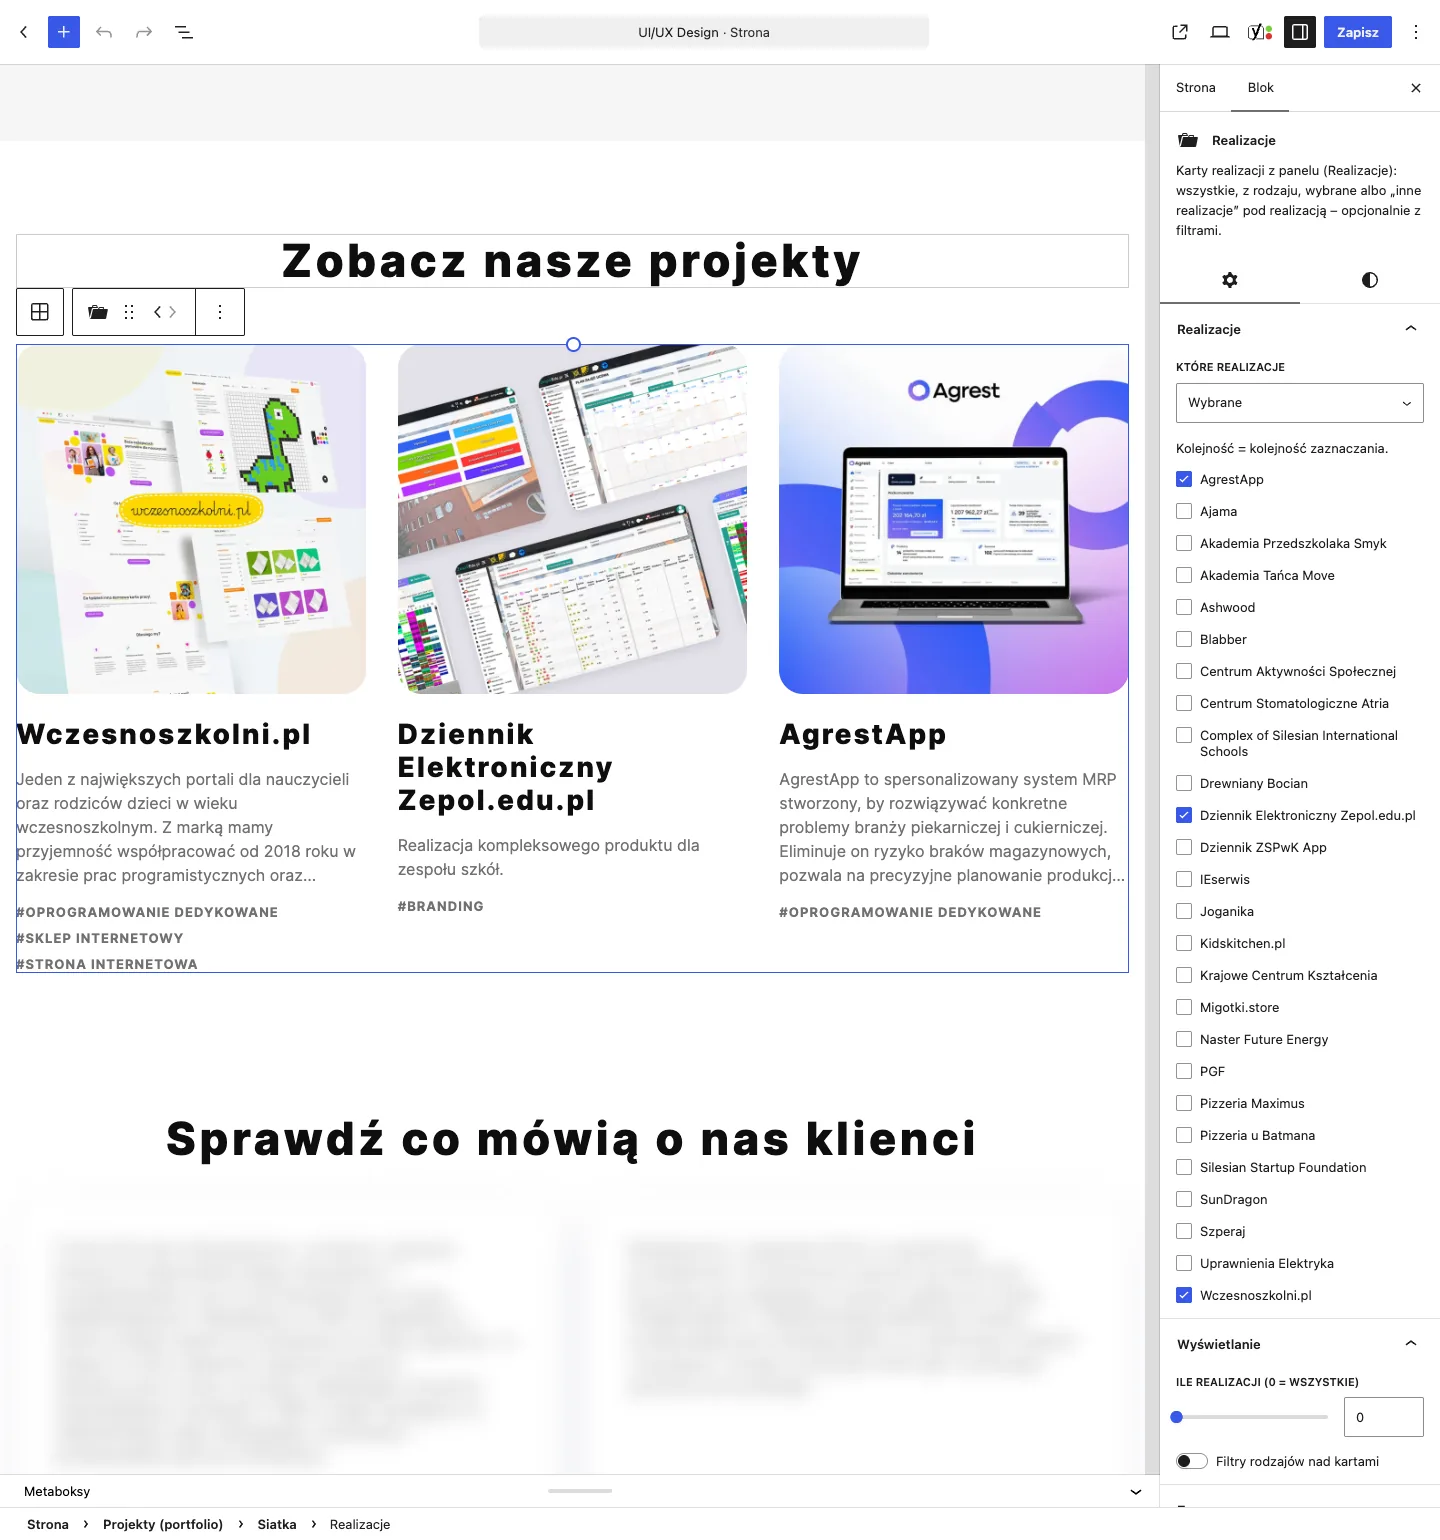 UI/UX Design · Strona
Zapisz
Strona
Blok
Realizacje
Karty realizacji z panelu (Realizacje):
wszystkie, z rodzaju, wybrane albo „inne
realizacje” pod realizacją – opcjonalnie z
filtrami.
Realizacje
KTÓRE REALIZACJE
Wybrane
Kolejność = kolejność zaznaczania.
AgrestApp
Ajama
Akademia Przedszkolaka Smyk
Akademia Tańca Move
Ashwood
Blabber
Centrum Aktywności Społecznej
Centrum Stomatologiczne Atria
Complex of Silesian International
Schools
Drewniany Bocian
Dziennik Elektroniczny Zepol.edu.pl
Dziennik ZSPwK App
IEserwis
Joganika
Kidskitchen.pl
Krajowe Centrum Kształcenia
Migotki.store
Naster Future Energy
PGF
Pizzeria Maximus
Pizzeria u Batmana
Silesian Startup Foundation
SunDragon
Szperaj
Uprawnienia Elektryka
Wczesnoszkolni.pl
Wyświetlanie
ILE REALIZACJI (0 = WSZYSTKIE)
0
Filtry rodzajów nad kartami
Zobacz nasze projekty
wczesnoszkolni.pl
Agrest
Wczesnoszkolni.pl
Jeden z największych portali dla nauczycieli
oraz rodziców dzieci w wieku
wczesnoszkolnym. Z marką mamy
przyjemność współpracować od 2018 roku w
zakresie prac programistycznych oraz...
#OPROGRAMOWANIE DEDYKOWANE
#SKLEP INTERNETOWY
#STRONA INTERNETOWA
Dziennik
Elektroniczny
Zepol.edu.pl
Realizacja kompleksowego produktu dla
zespołu szkół.
#BRANDING
AgrestApp
AgrestApp to spersonalizowany system MRP
stworzony, by rozwiązywać konkretne
problemy branży piekarniczej i cukierniczej.
Eliminuje on ryzyko braków magazynowych,
pozwala na precyzyjne planowanie produkcj...
#OPROGRAMOWANIE DEDYKOWANE
Sprawdź co mówią o nas klienci
Metaboksy
Strona › Projekty (portfolio) › Siatka › Realizacje